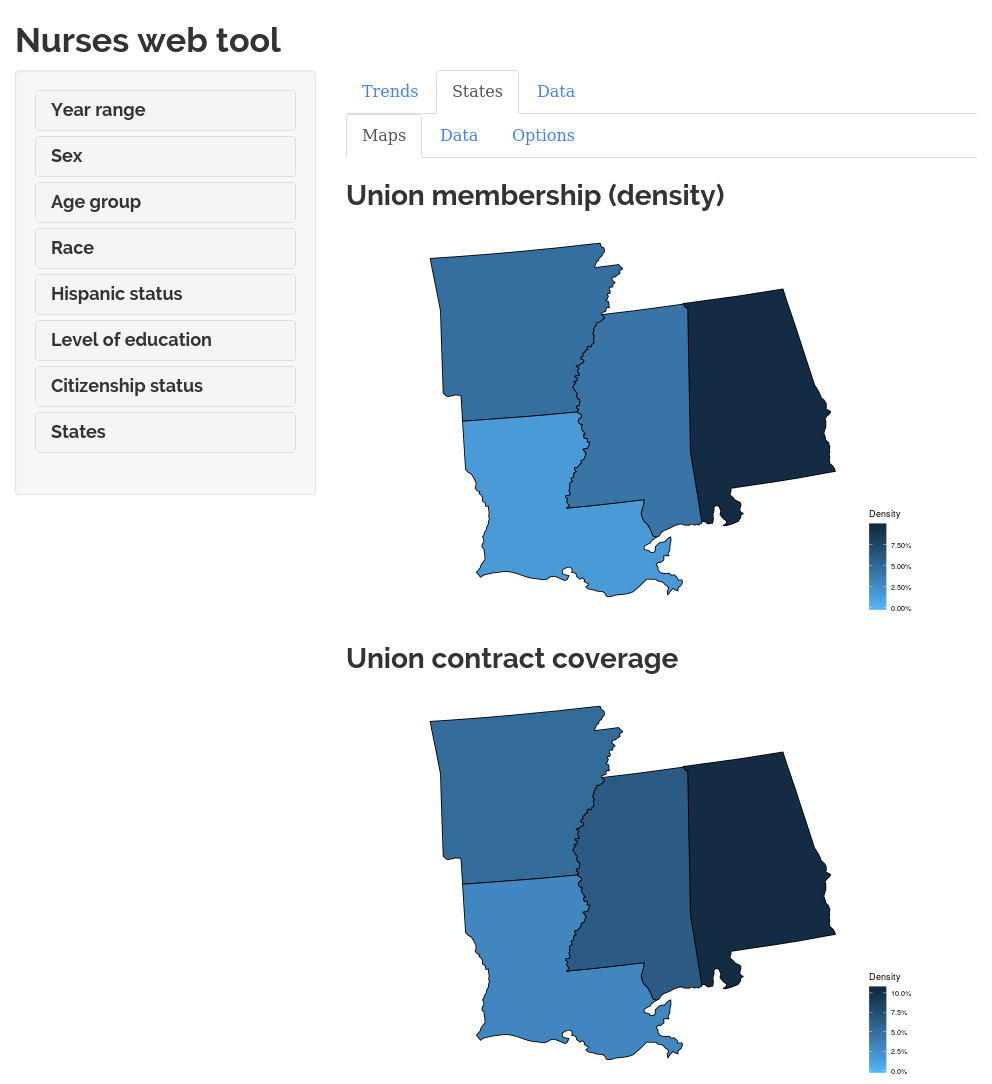 Nurses web tool
Year range
Sex
Age group
Race
Hispanic status
Level of education
Citizenship status
States
Trends States Data
Maps Data Options
Union membership (density)
Density
7.50%
5.00%
2.50%
0.00%
Union contract coverage
Density
10.0%
7.5%
5.0%
2.5%
0.0%